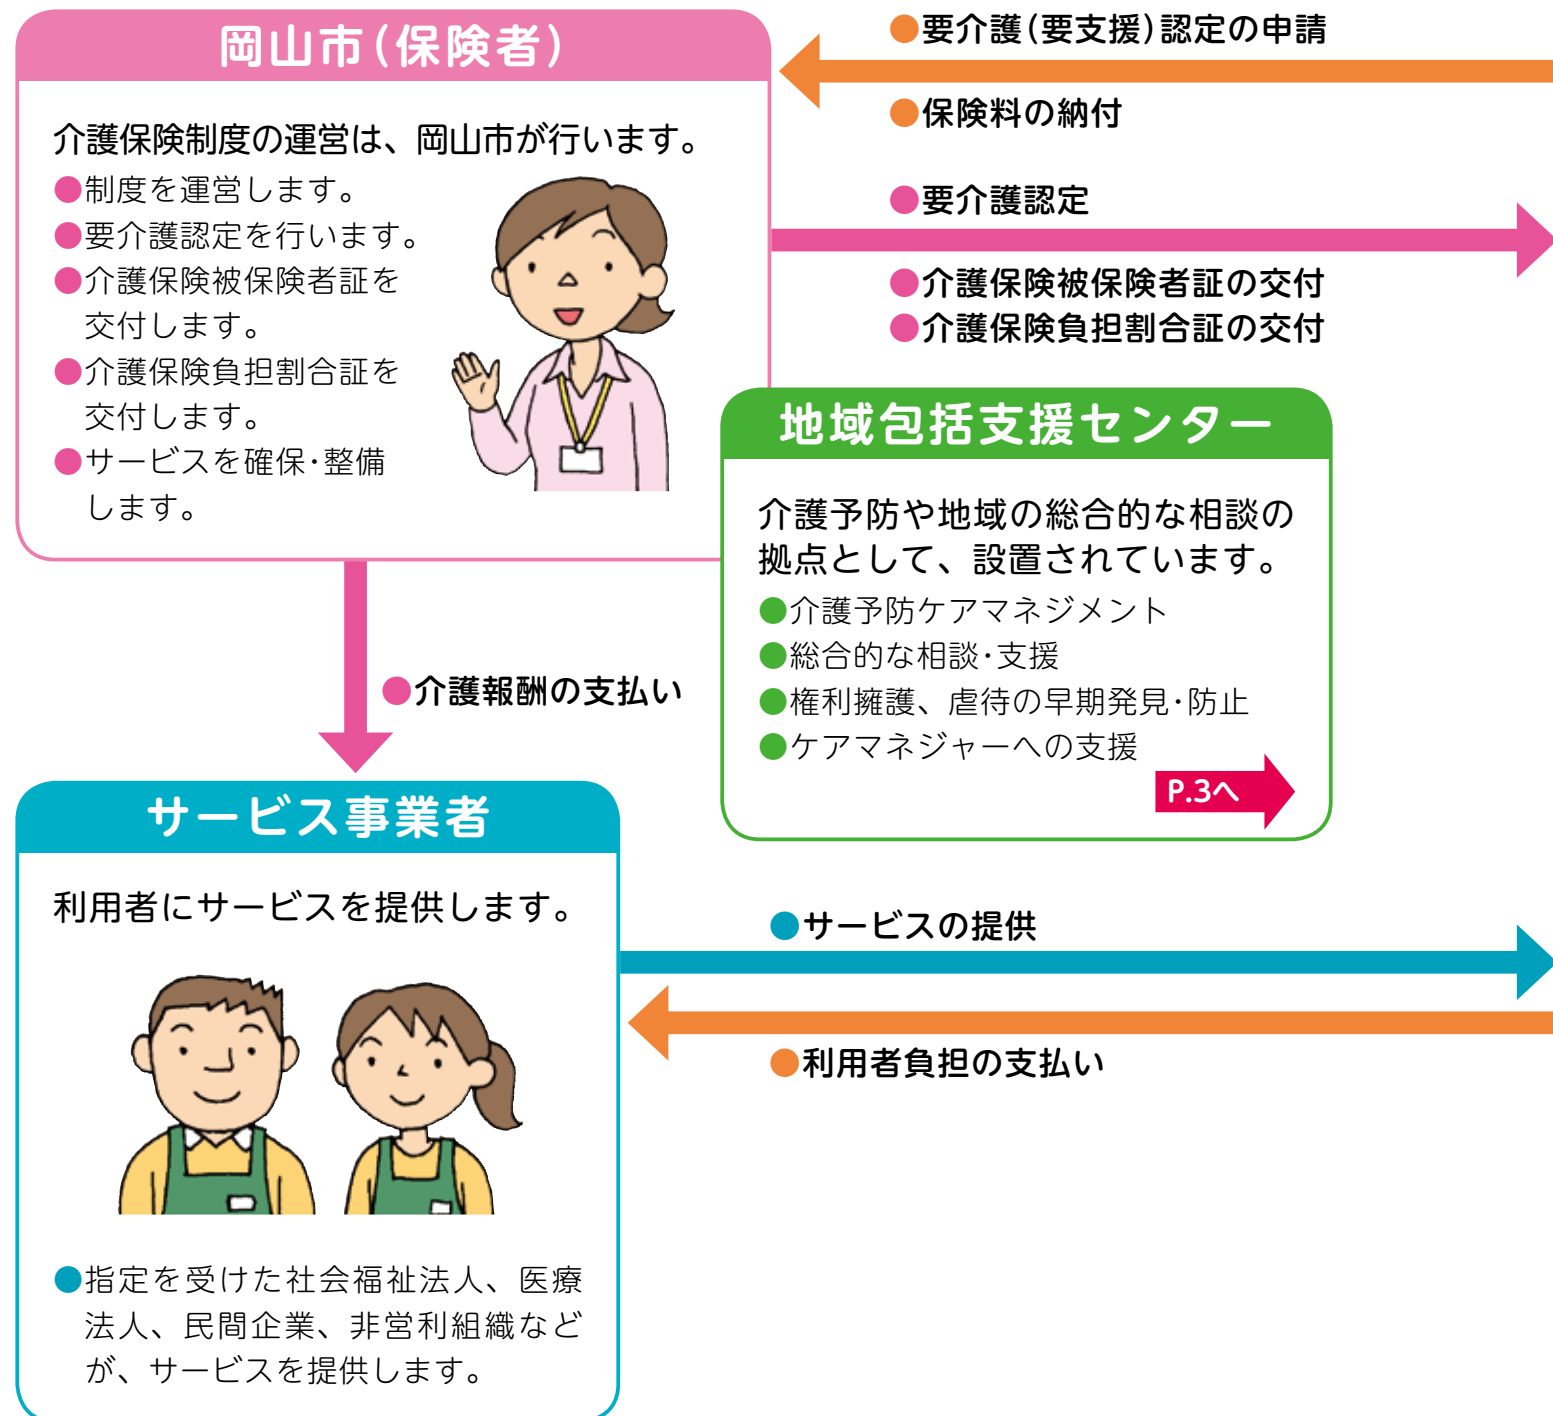 岡山市(保険者)
介護保険制度の運営は、岡山市が行います。
●制度を運営します。
●要介護認定を行います。
●介護保険被保険者証を
交付します。
●介護保険負担割合証を
交付します。
●サービスを確保・整備
します。
●要介護(要支援)認定の申請
●保険料の納付
●要介護認定
●介護保険被保険者証の交付
●介護保険負担割合証の交付
地域包括支援センター
介護予防や地域の総合的な相談の
拠点として、設置されています。
●介護予防ケアマネジメント
●総合的な相談・支援
●権利擁護、虐待の早期発見・防止
●ケアマネジャーへの支援
P.3へ
●介護報酬の支払い
サービス事業者
利用者にサービスを提供します。
●指定を受けた社会福祉法人、医療
法人、民間企業、非営利組織など
が、サービスを提供します。
●サービスの提供
●利用者負担の支払い